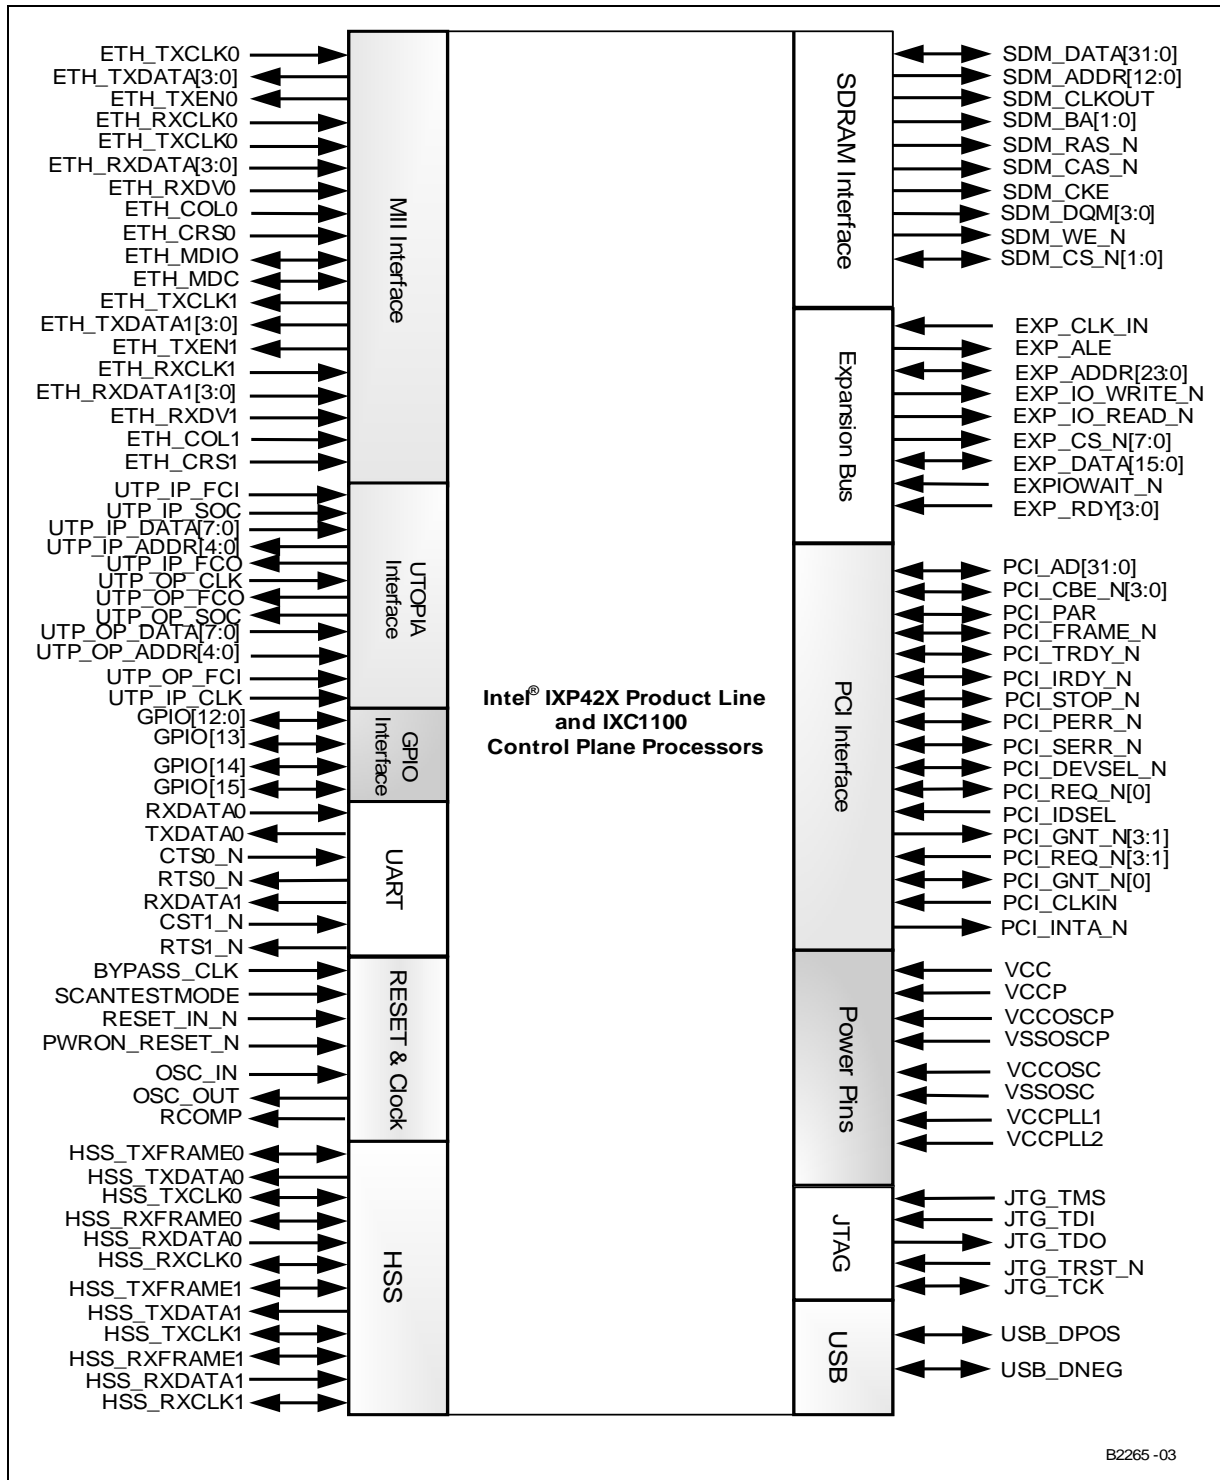 ETH_TXCLK0
ETH_TXDATA[3:0]
ETH_TXEN0
ETH_RXCLK0
ETH_TXCLK0
ETH_RXDATA[3:0]
ETH_RXDV0
ETH_COL0
ETH_CRS0
ETH_MDIO
ETH_MDC
ETH_TXCLK1
ETH_TXDATA1[3:0]
ETH_TXEN1
ETH_RXCLK1
ETH_RXDATA1[3:0]
ETH_RXDV1
ETH_COL1
ETH_CRS1
MII Interface
UTP_IP_FCI
UTP_IP_SOC
UTP_IP_DATA[7:0]
UTP_IP_ADDR[4:0]
UTP_IP_FCO
UTP_OP_CLK
UTP_OP_FCO
UTP_OP_SOC
UTP_OP_DATA[7:0]
UTP_OP_ADDR[4:0]
UTP_OP_FCI
UTP_IP_CLK
UTOPIA
Interface
GPIO[12:0]
GPIO[13]
GPIO[14]
GPIO[15]
GPIO
Interface
RXDATA0
TXDATA0
CTS0_N
RTS0_N
RXDATA1
CST1_N
RTS1_N
UART
BYPASS_CLK
SCANTESTMODE
RESET_IN_N
PWRON_RESET_N
OSC_IN
OSC_OUT
RCOMP
RESET & Clock
HSS_TXFRAME0
HSS_TXDATA0
HSS_TXCLK0
HSS_RXFRAME0
HSS_RXDATA0
HSS_RXCLK0
HSS_TXFRAME1
HSS_TXDATA1
HSS_TXCLK1
HSS_RXFRAME1
HSS_RXDATA1
HSS_RXCLK1
HSS
Intel® IXP42X Product Line
and IXC1100
Control Plane Processors
SDRAM Interface
SDM_DATA[31:0]
SDM_ADDR[12:0]
SDM_CLKOUT
SDM_BA[1:0]
SDM_RAS_N
SDM_CAS_N
SDM_CKE
SDM_DQM[3:0]
SDM_WE_N
SDM_CS_N[1:0]
Expansion Bus
EXP_CLK_IN
EXP_ALE
EXP_ADDR[23:0]
EXP_IO_WRITE_N
EXP_IO_READ_N
EXP_CS_N[7:0]
EXP_DATA[15:0]
EXPIOWAIT_N
EXP_RDY[3:0]
PCI Interface
PCI_AD[31:0]
PCI_CBE_N[3:0]
PCI_PAR
PCI_FRAME_N
PCI_TRDY_N
PCI_IRDY_N
PCI_STOP_N
PCI_PERR_N
PCI_SERR_N
PCI_DEVSEL_N
PCI_REQ_N[0]
PCI_IDSEL
PCI_GNT_N[3:1]
PCI_REQ_N[3:1]
PCI_GNT_N[0]
PCI_CLKIN
PCI_INTA_N
Power Pins
VCC
VCCP
VCCOSCP
VSSOSCP
VCCOSC
VSSOSC
VCCPLL1
VCCPLL2
JTAG
JTG_TMS
JTG_TDI
JTG_TDO
JTG_TRST_N
JTG_TCK
USB
USB_DPOS
USB_DNEG
B2265-03